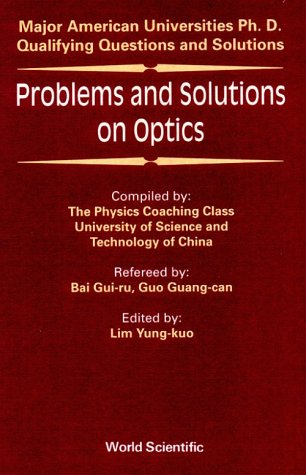 Major American Universities Ph. D.
Qualifying Questions and Solutions
Problems and Solutions
on Optics
Compiled by:
The Physics Coaching Class
University of Science and
Technology of China
Refereed by:
Bai Gui-ru, Guo Guang-can
Edited by:
Lim Yung-kuo
World Scientific